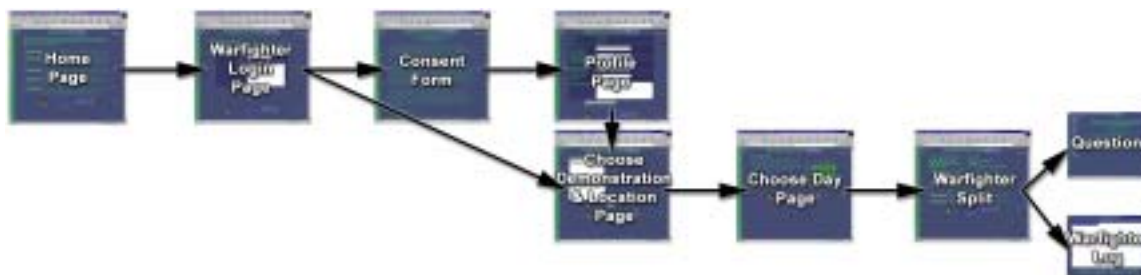 Home
Page
Warfighter
Login
Page
Consent
Form
Profile
Page
Choose
Demonstration
& Location
Page
Choose Day
Page
Warfighter
Split
Question
Warfighte
Log